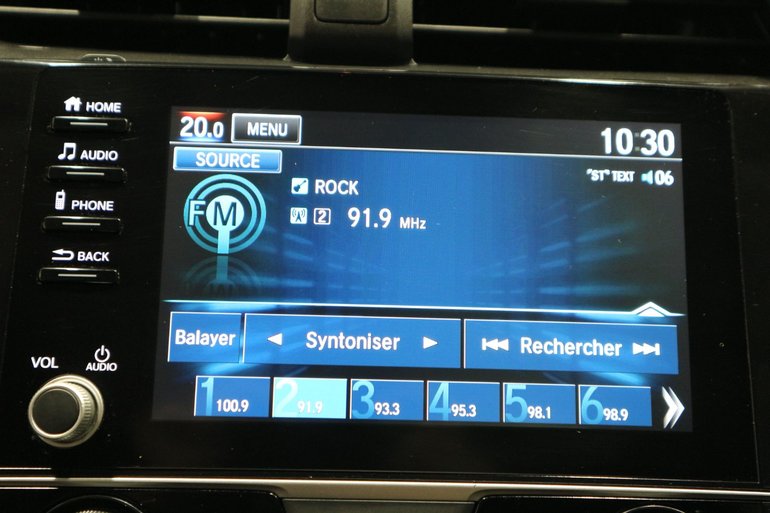 HOME
AUDIO
PHONE
BACK
VOL
AUDIO
20.0 MENU 10:30
SOURCE
"ST" TEXT 06
FM
ROCK
2 91.9 MHz
Balayer Syntoniser Rechercher
1 100.9 2 91.9 3 93.3 4 95.3 5 98.1 6 98.9